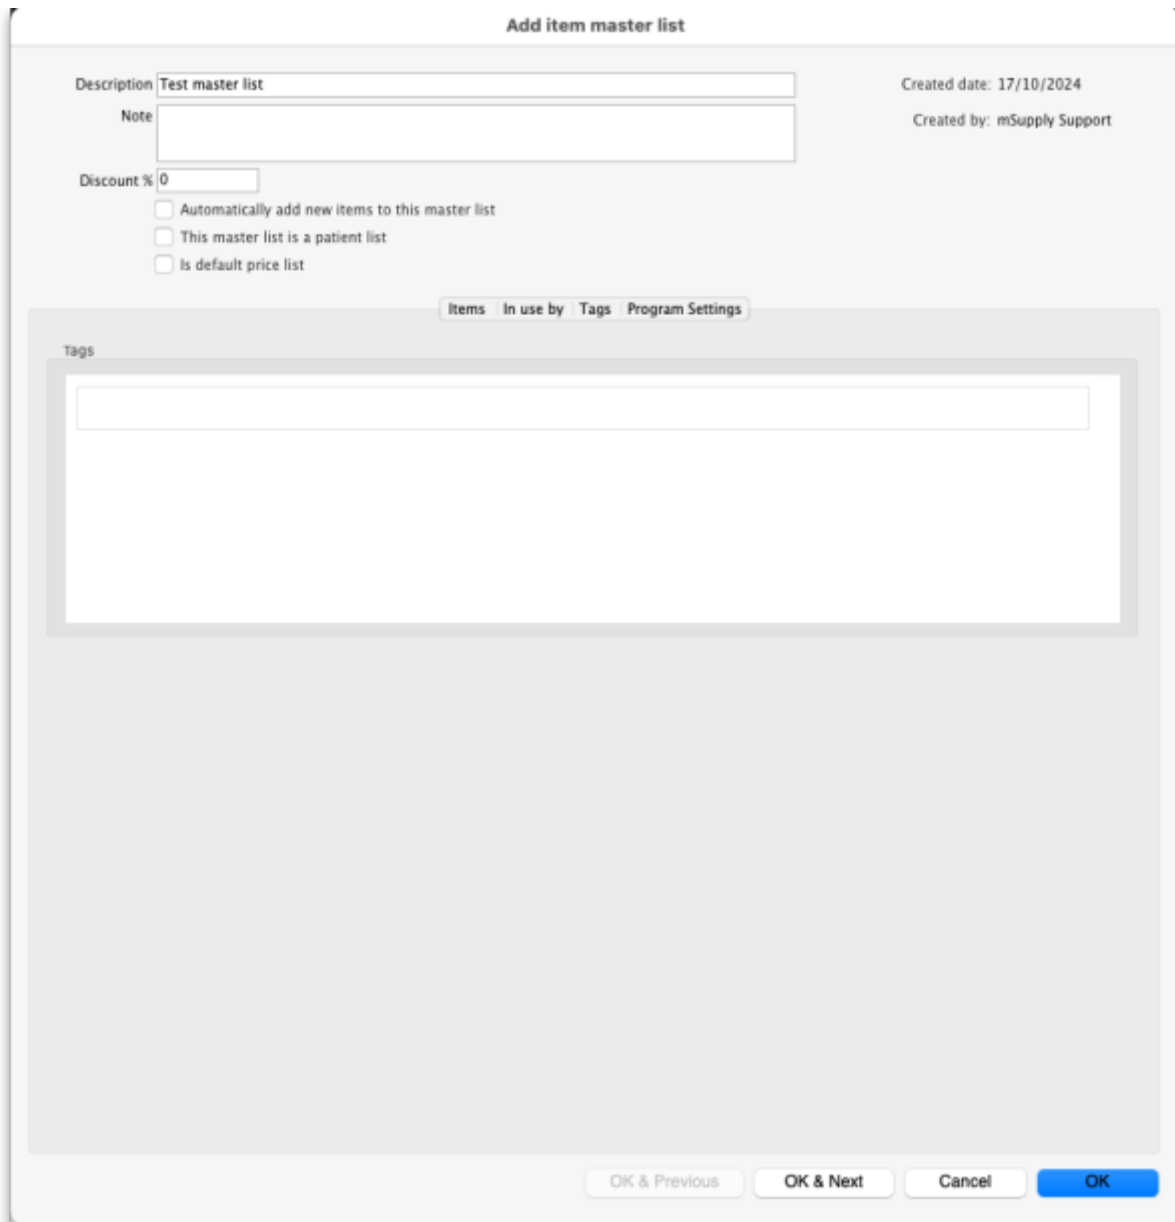 Add item master list
Description Test master list
Created date: 17/10/2024
Note
Created by: mSupply Support
Discount % 0
Automatically add new items to this master list
This master list is a patient list
Is default price list
Items In use by Tags Program Settings
Tags
OK & Previous OK & Next Cancel OK